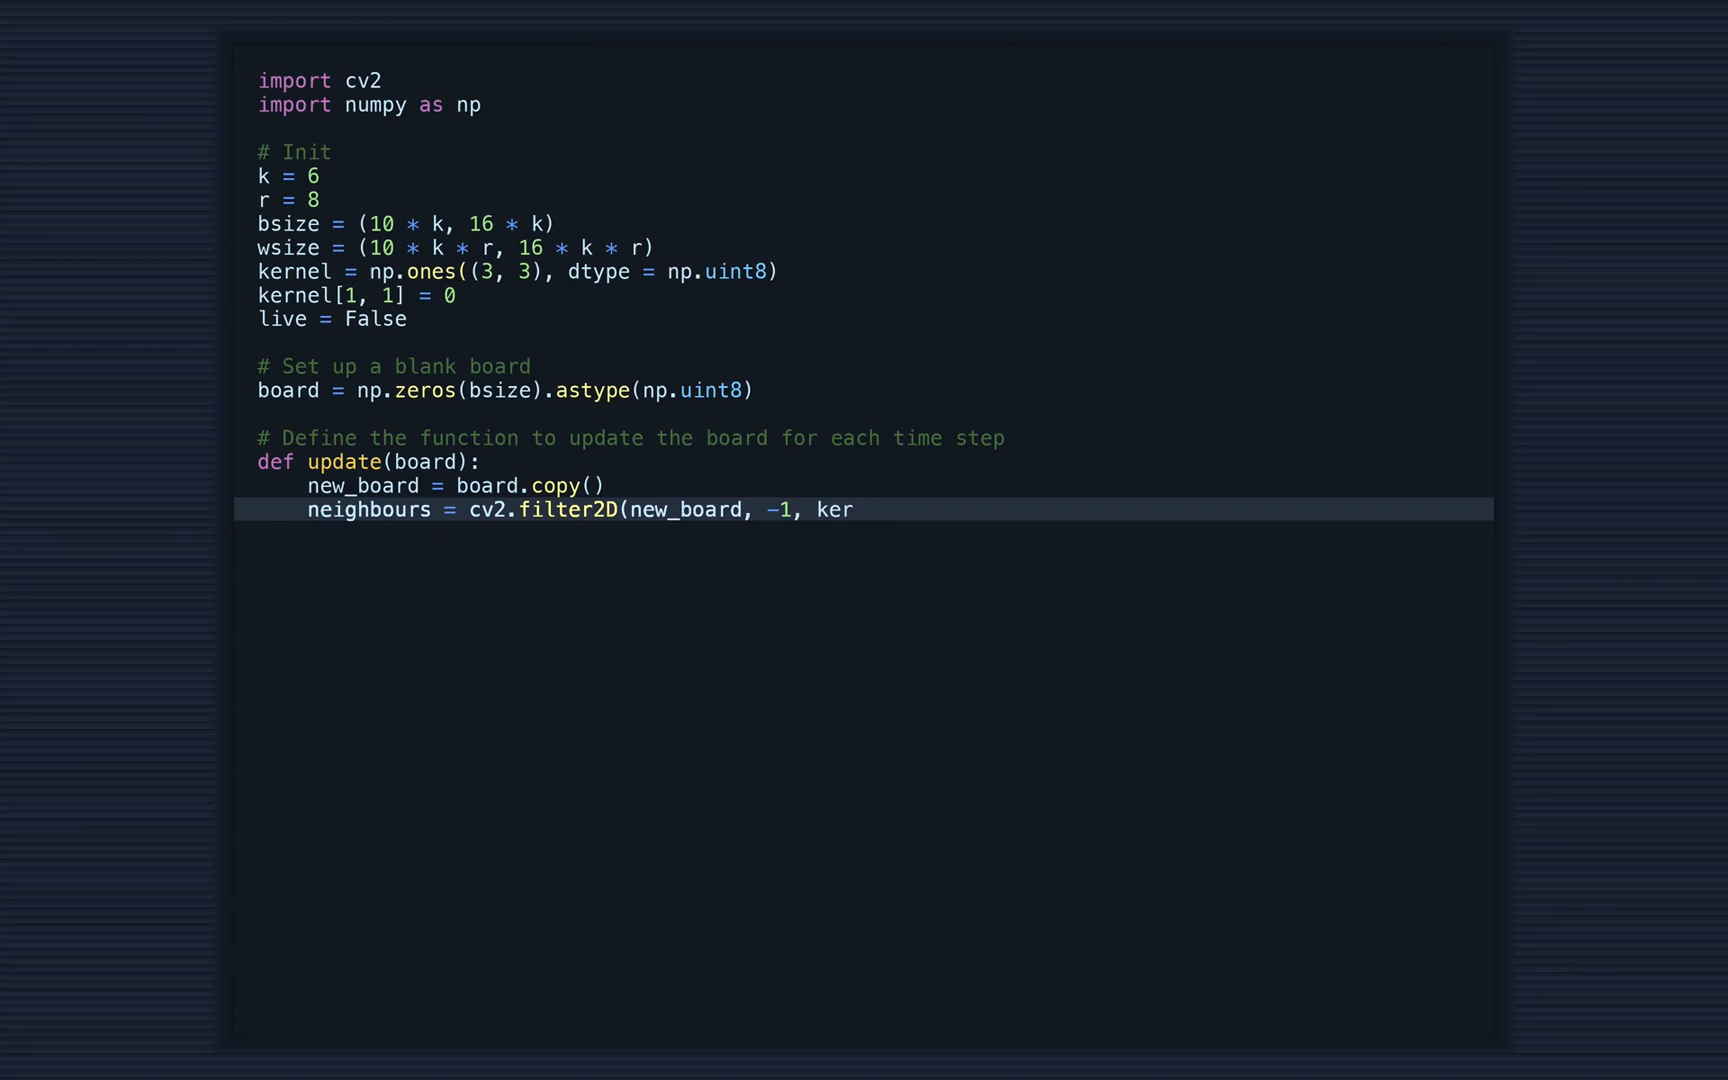 import cv2
import numpy as np
# Init
k = 6
r = 8
bsize = (10 * k, 16 * k)
wsize = (10 * k * r, 16 * k * r)
kernel = np.ones((3, 3), dtype = np.uint8)
kernel[1, 1] = 0
live = False
# Set up a blank board
board = np.zeros(bsize).astype(np.uint8)
# Define the function to update the board for each time step
def update(board):
    new_board = board.copy()
    neighbours = cv2.filter2D(new_board, -1, ker